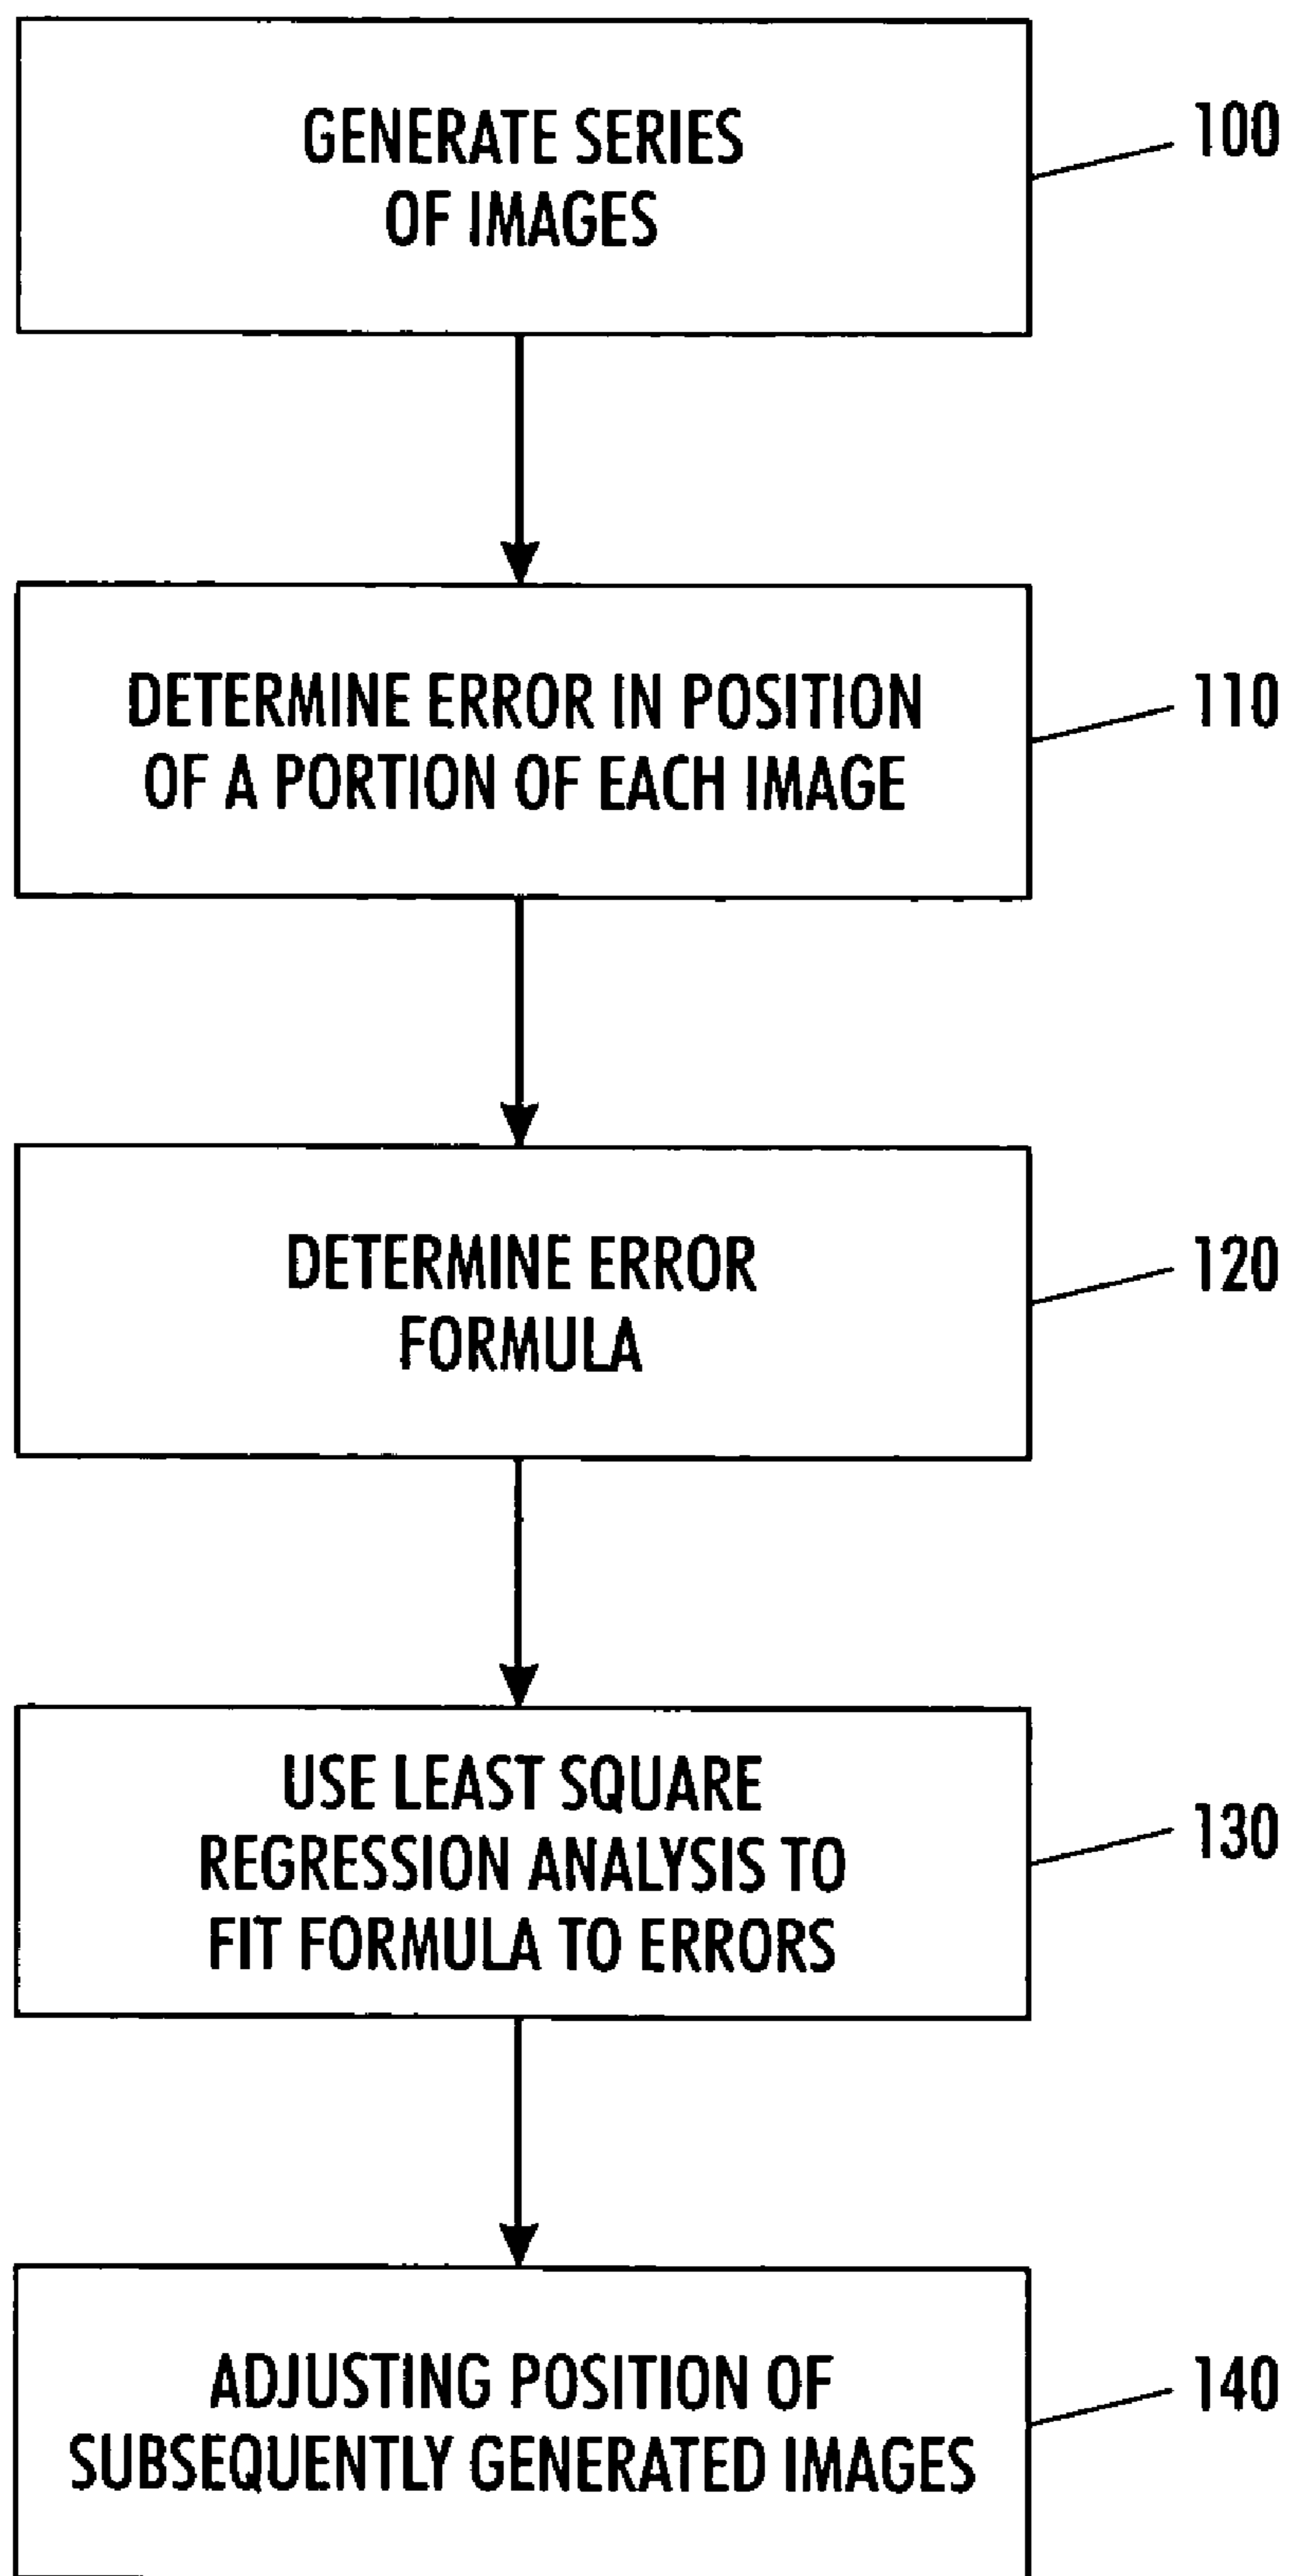 GENERATE SERIES
OF IMAGES
100
DETERMINE ERROR IN POSITION
OF A PORTION OF EACH IMAGE
110
DETERMINE ERROR
FORMULA
120
USE LEAST SQUARE
REGRESSION ANALYSIS TO
FIT FORMULA TO ERRORS
130
ADJUSTING POSITION OF
SUBSEQUENTLY GENERATED IMAGES
140